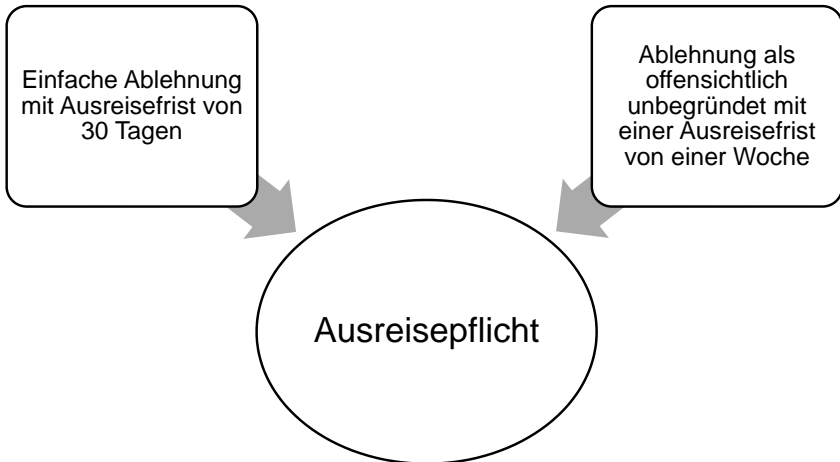 Einfache Ablehnung
mit Ausreisefrist von
30 Tagen
Ablehnung als
offensichtlich
unbegründet mit
einer Ausreisefrist
von einer Woche
Ausreisepflicht